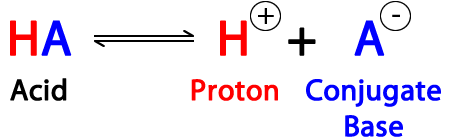 HA ⇌ H⊕ + A⊖
Acid Proton Conjugate
Base